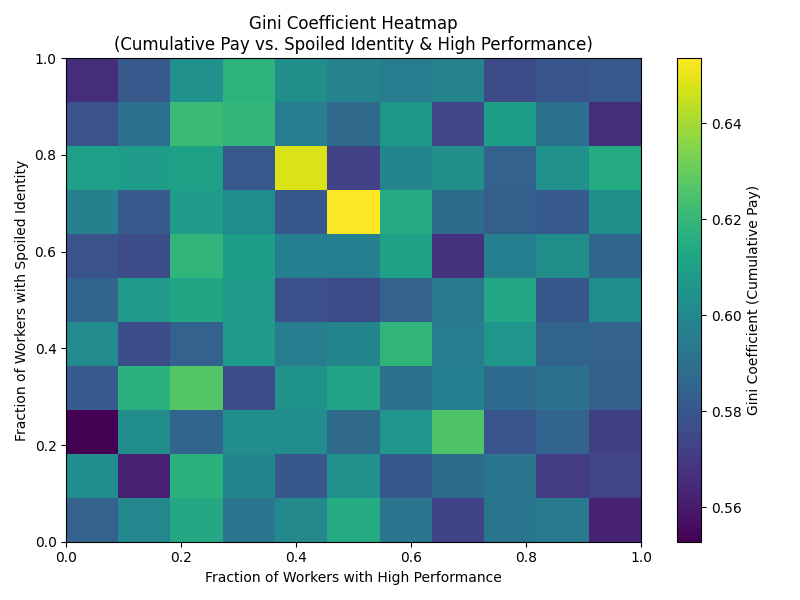 Gini Coefficient Heatmap
(Cumulative Pay vs. Spoiled Identity & High Performance)
1.0
0.8
0.6
0.4
0.2
0.0
Fraction of Workers with Spoiled Identity
0.0 0.2 0.4 0.6 0.8 1.0
Fraction of Workers with High Performance
0.64
0.62
0.60
0.58
0.56
Gini Coefficient (Cumulative Pay)